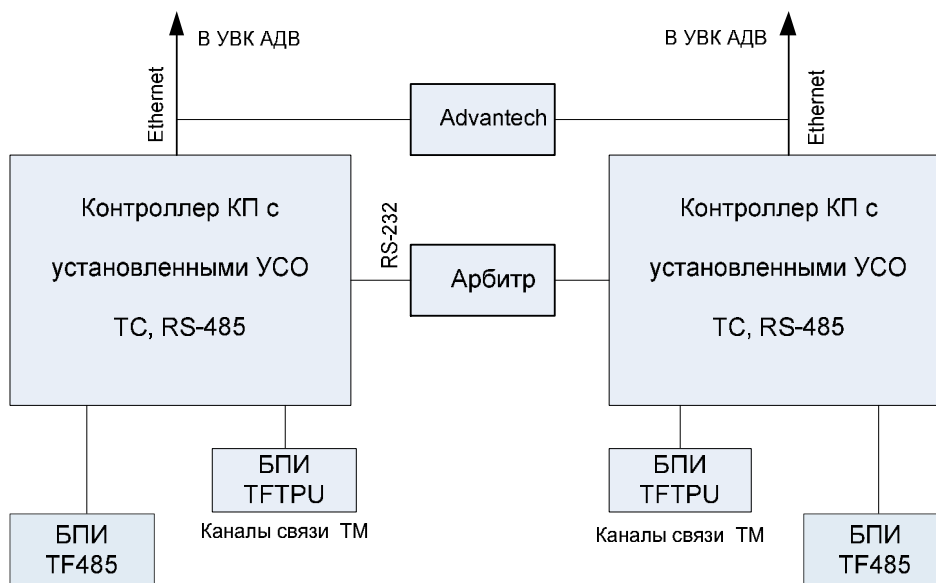 В УВК АДВ
В УВК АДВ
Ethernet
Advantech
Ethernet
Контроллер КП с
установленными УСО
ТС, RS-485
RS-232
Арбитр
Контроллер КП с
установленными УСО
ТС, RS-485
БПИ
TFTPU
Каналы связи ТМ
БПИ
TF485
БПИ
TFTPU
Каналы связи ТМ
БПИ
TF485